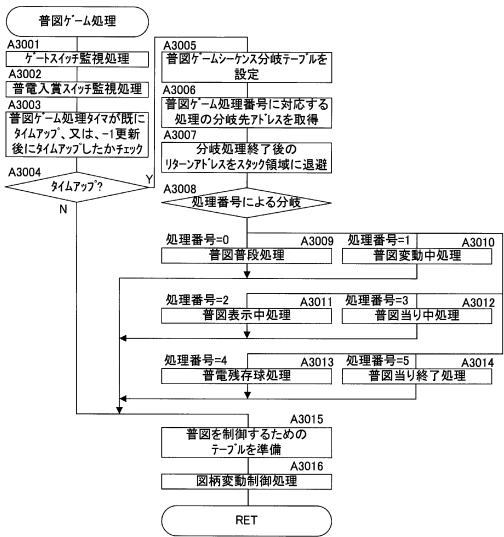 普図ゲーム処理
A3001
ゲートスイッチ監視処理
A3002
普電入賞スイッチ監視処理
A3003
普図ゲーム処理タイマが既に
タイムアップ、又は、-1更新
後にタイムアップしたかチェック
A3004
タイムアップ?
Y
N
A3005
普図ゲームシーケンス分岐テーブルを
設定
A3006
普図ゲーム処理番号に対応する
処理の分岐先アドレスを取得
A3007
分岐処理終了後の
リターンアドレスをスタック領域に退避
A3008
処理番号による分岐
処理番号=0
A3009
普図普段処理
処理番号=1
A3010
普図変動中処理
処理番号=2
A3011
普図表示中処理
処理番号=3
A3012
普図当り中処理
処理番号=4
A3013
普電残存球処理
処理番号=5
A3014
普図当り終了処理
A3015
普図を制御するための
テーブルを準備
A3016
図柄変動制御処理
RET